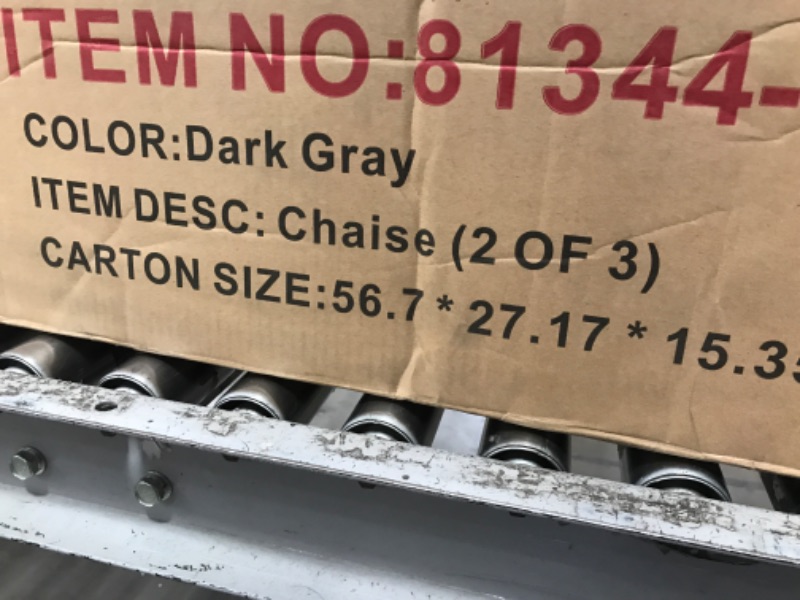 ITEM NO:81344-
COLOR:Dark Gray
ITEM DESC: Chaise (2 OF 3)
CARTON SIZE:56.7 * 27.17 * 15.35